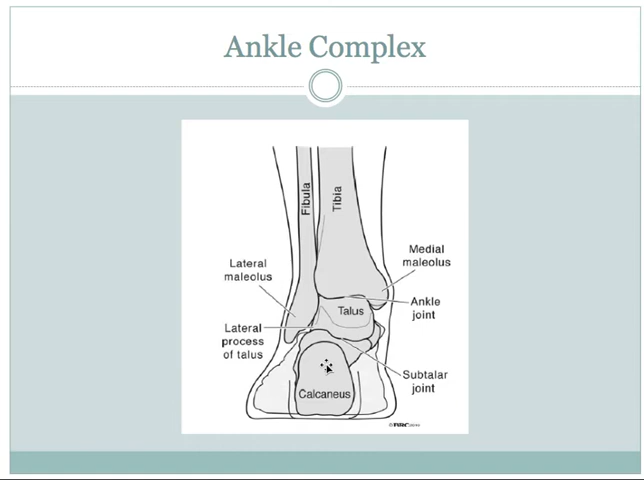 Ankle Complex
Fibula
Tibia
Lateral
maleolus
Medial
maleolus
Talus
Ankle
joint
Lateral
process
of talus
Subtalar
joint
Calcaneus